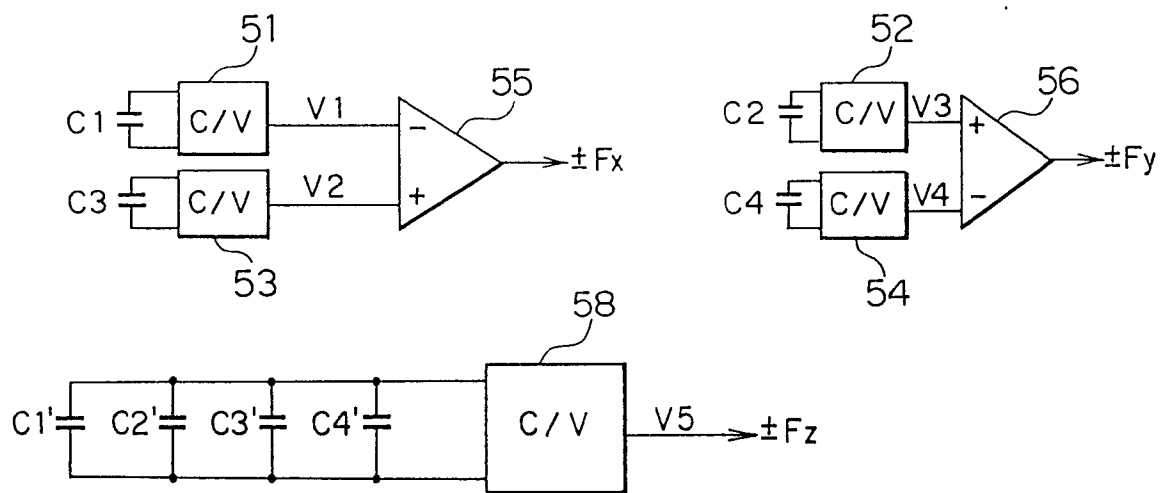 51
C1
C/V
V1
55
−
+
±Fx
C3
C/V
V2
53
52
C2
C/V
V3
56
+
−
±Fy
C4
C/V
V4
54
58
C1'
C2'
C3'
C4'
C/V
V5
±Fz